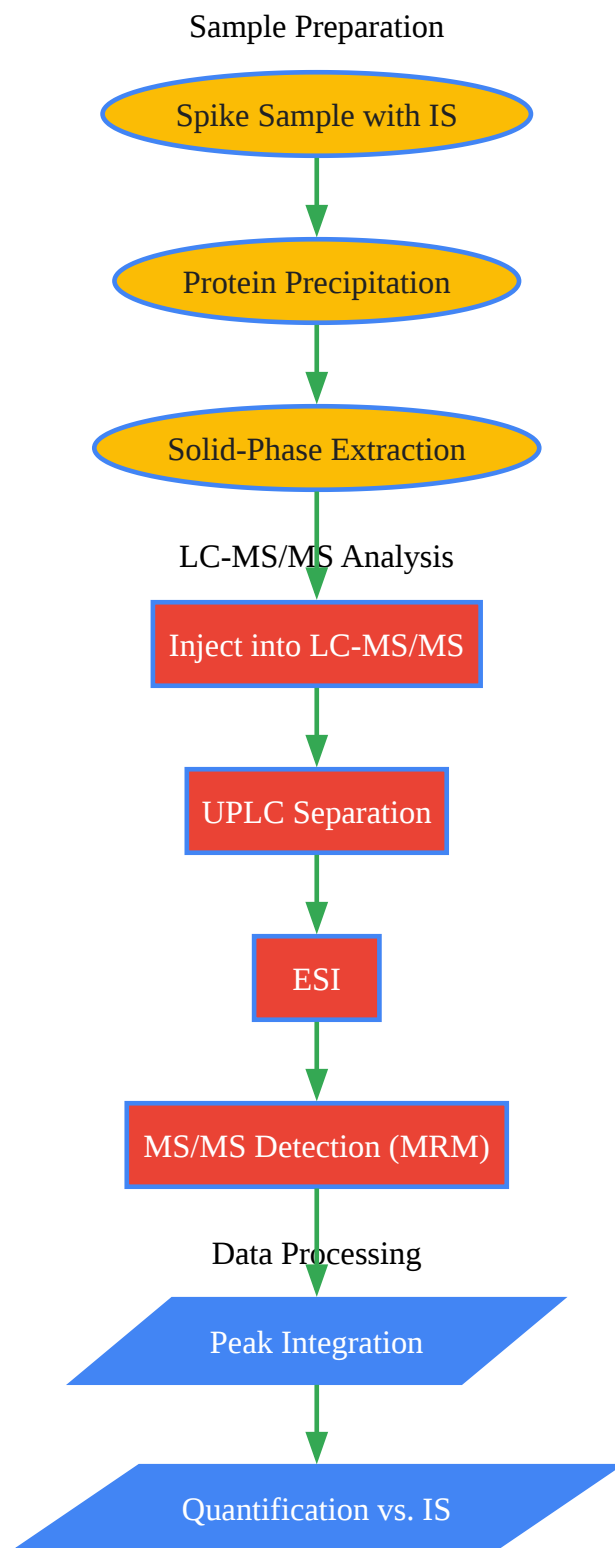 Sample Preparation
Spike Sample with IS
Protein Precipitation
Solid-Phase Extraction
LC-MS/MS Analysis
Inject into LC-MS/MS
UPLC Separation
ESI
MS/MS Detection (MRM)
Data Processing
Peak Integration
Quantification vs. IS